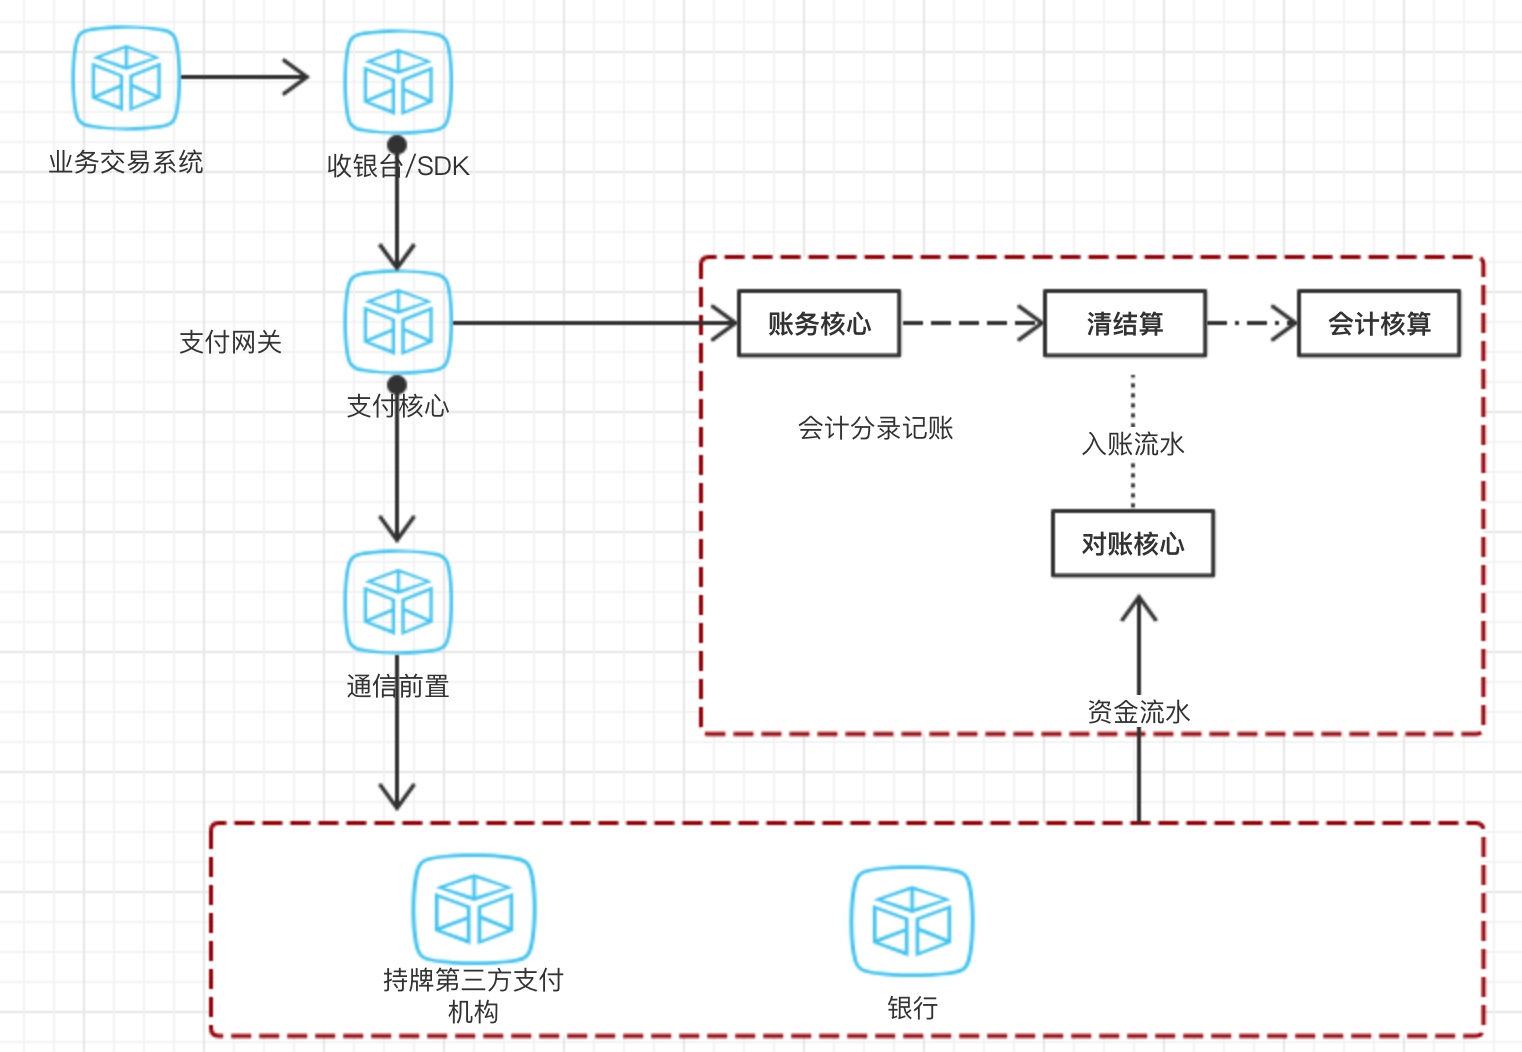 业务交易系统
收银台/SDK
支付网关
支付核心
账务核心
清结算
会计核算
会计分录记账
入账流水
对账核心
通信前置
资金流水
持牌第三方支付
机构
银行